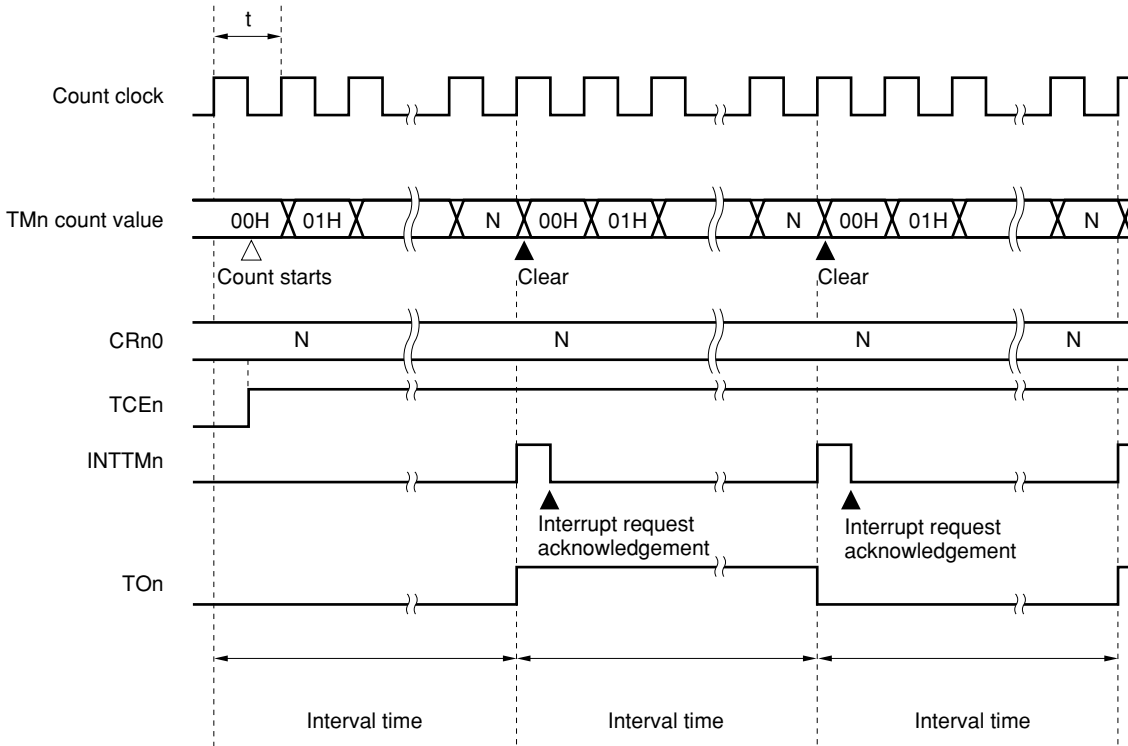 t
Count clock
TMn count value
00H 01H N 00H 01H N 00H 01H N
Count starts
Clear
Clear
CRn0
N N N N
TCEn
INTTMn
Interrupt request
acknowledgement
Interrupt request
acknowledgement
TOn
Interval time
Interval time
Interval time